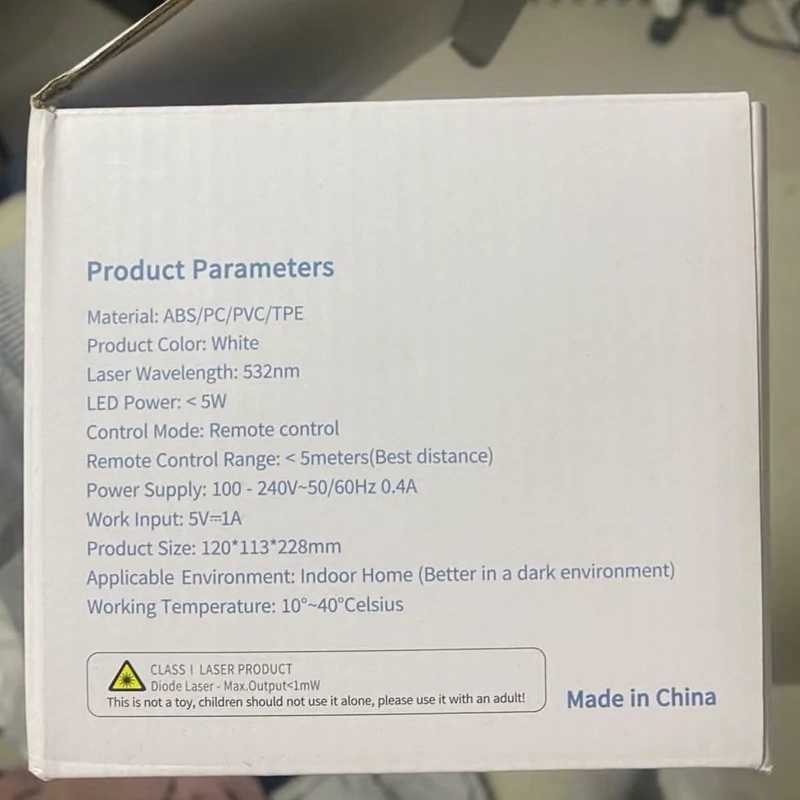 Product Parameters
Material: ABS/PC/PVC/TPE
Product Color: White
Laser Wavelength: 532nm
LED Power: < 5W
Control Mode: Remote control
Remote Control Range: < 5meters(Best distance)
Power Supply: 100 - 240V~50/60Hz 0.4A
Work Input: 5V⎓1A
Product Size: 120*113*228mm
Applicable Environment: Indoor Home (Better in a dark environment)
Working Temperature: 10°~40°Celsius
CLASS I LASER PRODUCT
Diode Laser - Max.Output<1mW
This is not a toy, children should not use it alone, please use it with an adult!
Made in China